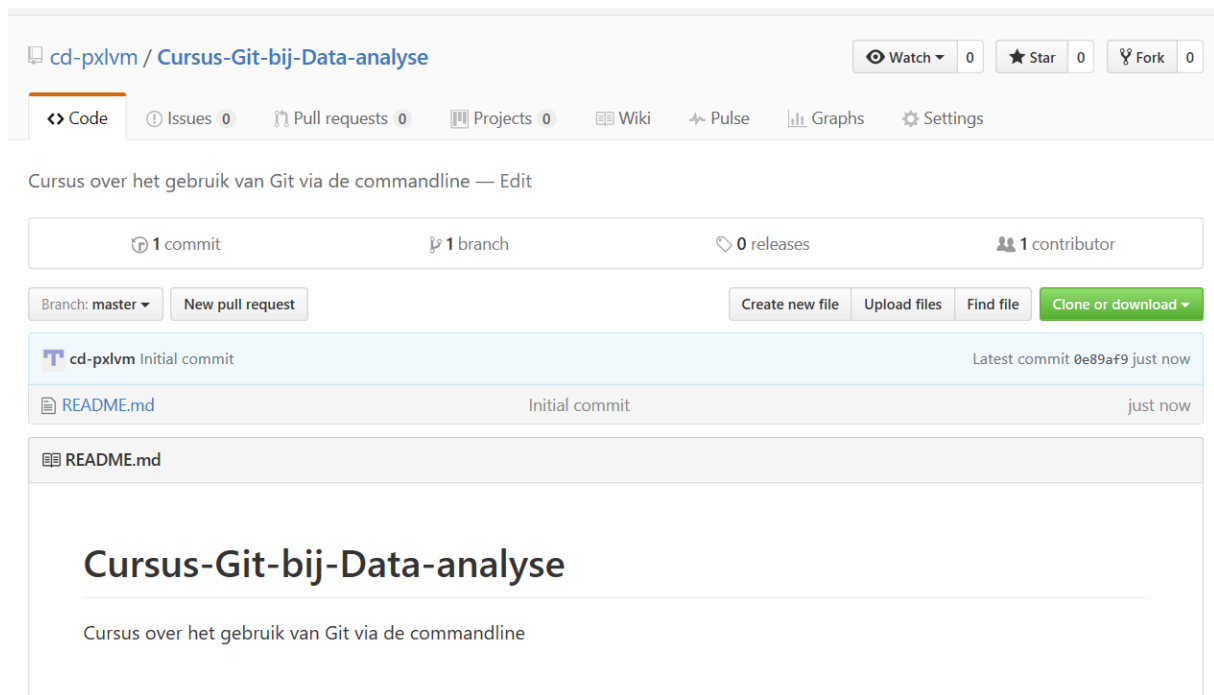 cd-pxlvm / Cursus-Git-bij-Data-analyse Watch 0 Star 0 Fork 0
Code Issues 0 Pull requests 0 Projects 0 Wiki Pulse Graphs Settings
Cursus over het gebruik van Git via de commandline — Edit
1 commit 1 branch 0 releases 1 contributor
Branch: master New pull request Create new file Upload files Find file Clone or download
cd-pxlvm Initial commit Latest commit 0e89af9 just now
README.md Initial commit just now
README.md
Cursus-Git-bij-Data-analyse
Cursus over het gebruik van Git via de commandline